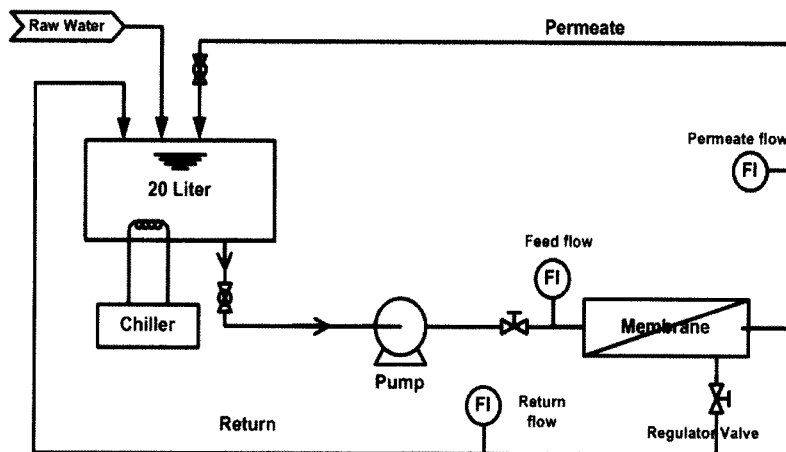 Raw Water
Permeate
Permeate flow
FI
20 Liter
Feed flow
FI
Chiller
Membrane
Pump
FI
Return
flow
Return
Regulator Valve